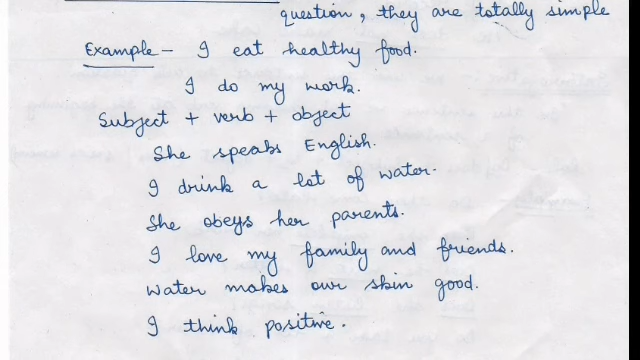 question, they are totally simple
Example - I eat healthy food.
I do my work.
Subject + verb + object
She speaks English.
I drink a lot of water.
She obeys her parents.
I love my family and friends.
Water makes our skin good.
I think positive.